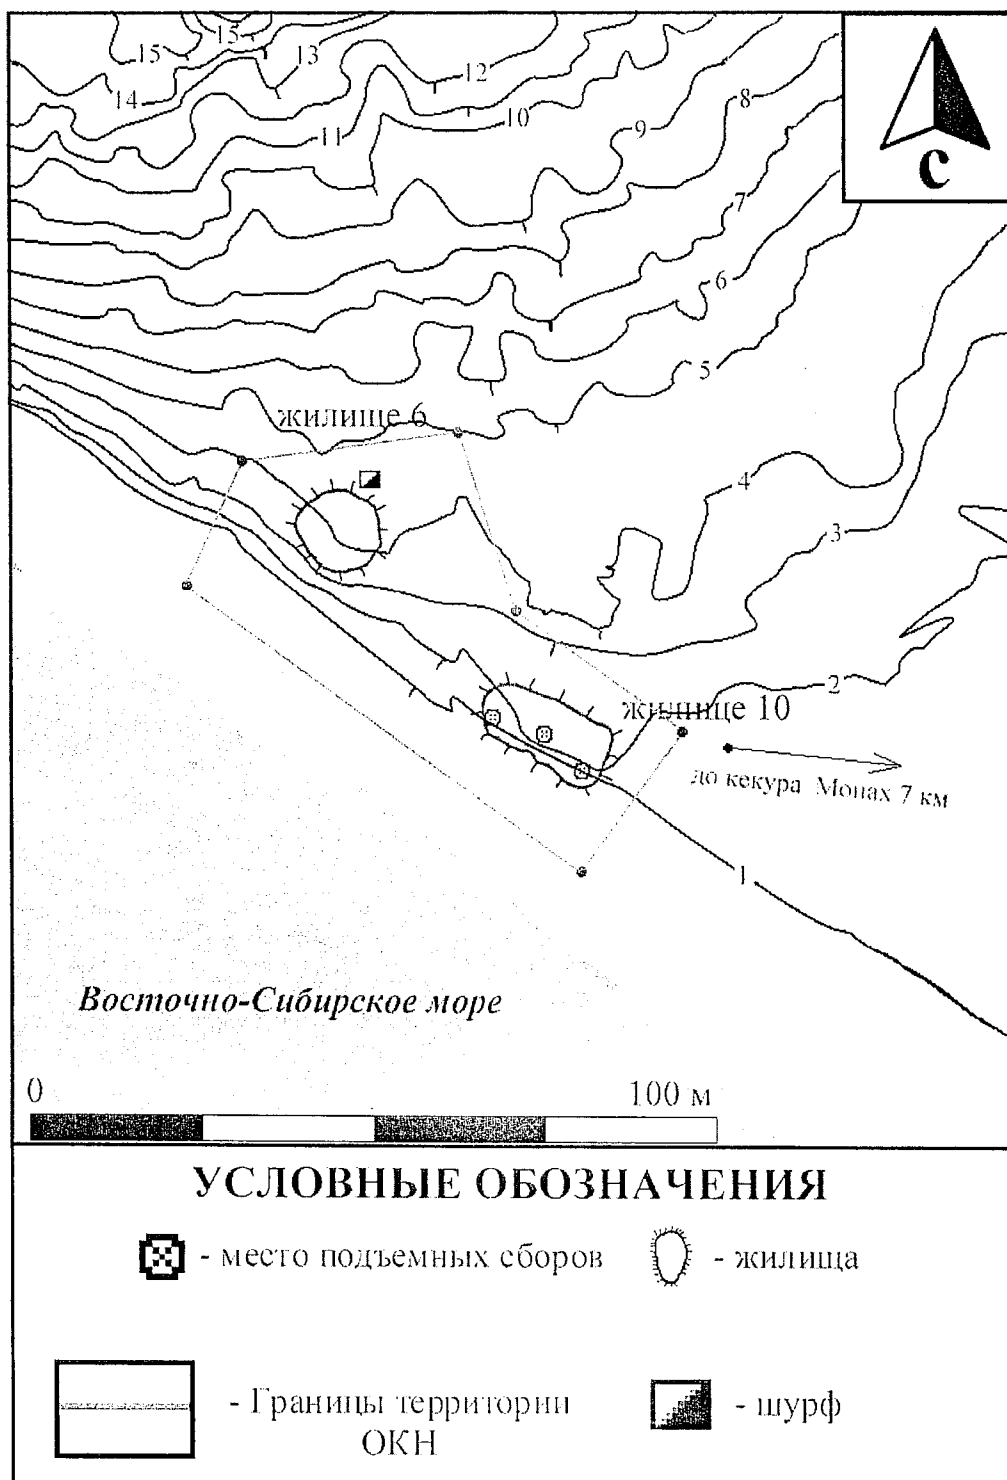 15
15
13
12
14
11
10
9
8
7
6
5
4
3
2
1
С
жилище 6
жилище 10
до кекура Монах 7 км
Восточно-Сибирское море
0 100 м
УСЛОВНЫЕ ОБОЗНАЧЕНИЯ
- место подъемных сборов
- жилища
- Границы территории
ОКН
- шурф